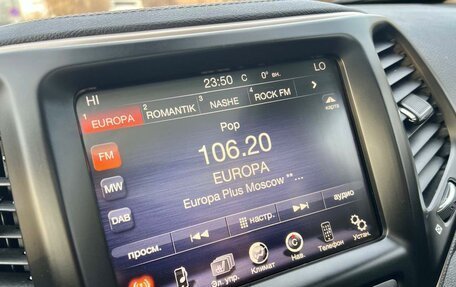 HI 23:50 C 0° вн. LO
1 EUROPA 2 ROMANTIK 3 NASHE 4 ROCK FM
карта
Pop
FM
106.20
MW
EUROPA
DAB
Europa Plus Moscow ** ...
просм. настр. аудио
Эл. упр. Климат Нав. Телефон Устан.